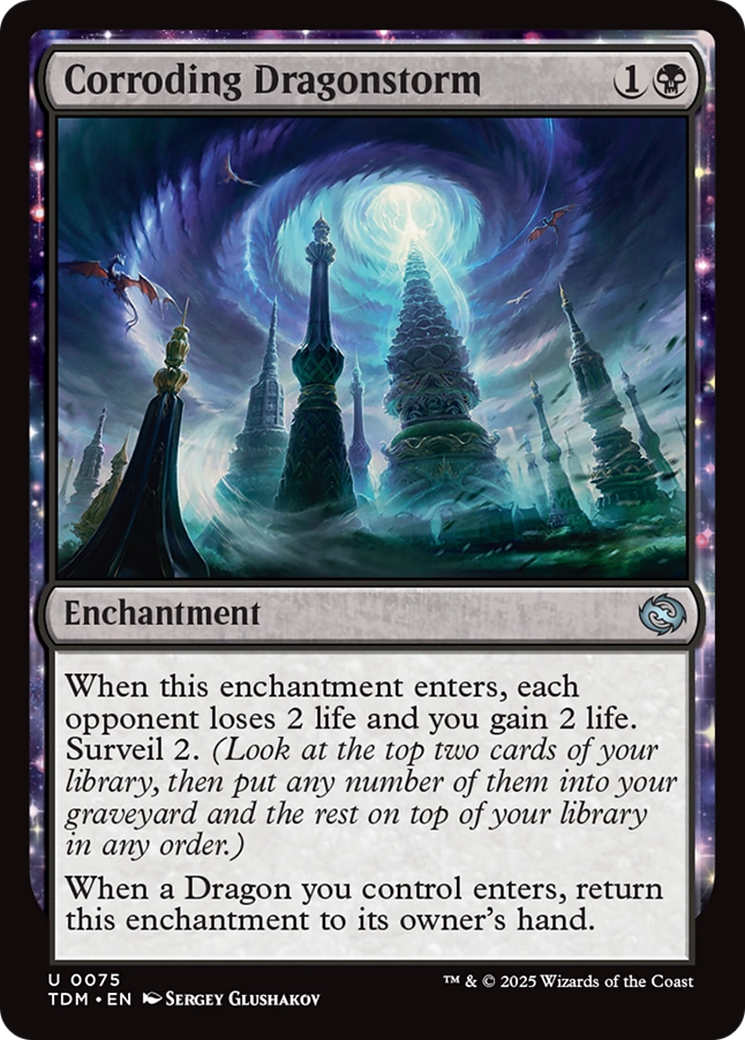 Corroding Dragonstorm 1
Enchantment
When this enchantment enters, each
opponent loses 2 life and you gain 2 life.
Surveil 2. (Look at the top two cards of your
library, then put any number of them into your
graveyard and the rest on top of your library
in any order.)
When a Dragon you control enters, return
this enchantment to its owner's hand.
U 0075
TDM • EN Sergey Glushakov
™ & © 2025 Wizards of the Coast